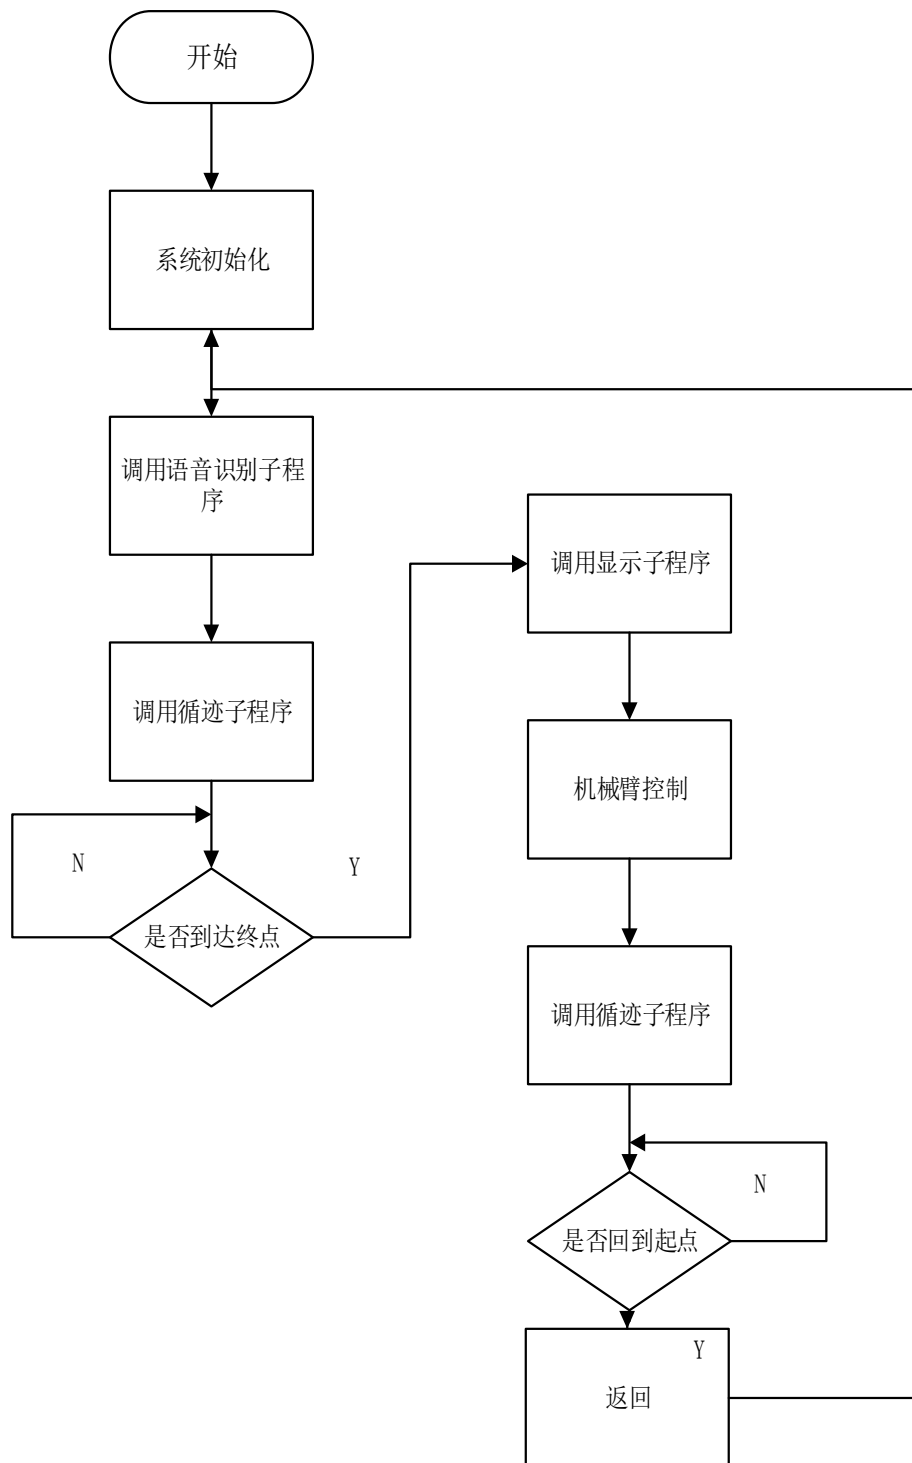 开始
系统初始化
调用语音识别子程
序
调用循迹子程序
N
Y
是否到达终点
调用显示子程序
机械臂控制
调用循迹子程序
N
是否回到起点
Y
返回